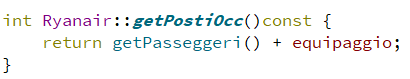 int Ryanair::getPostiOcc()const {
    return getPasseggeri() + equipaggio;
}